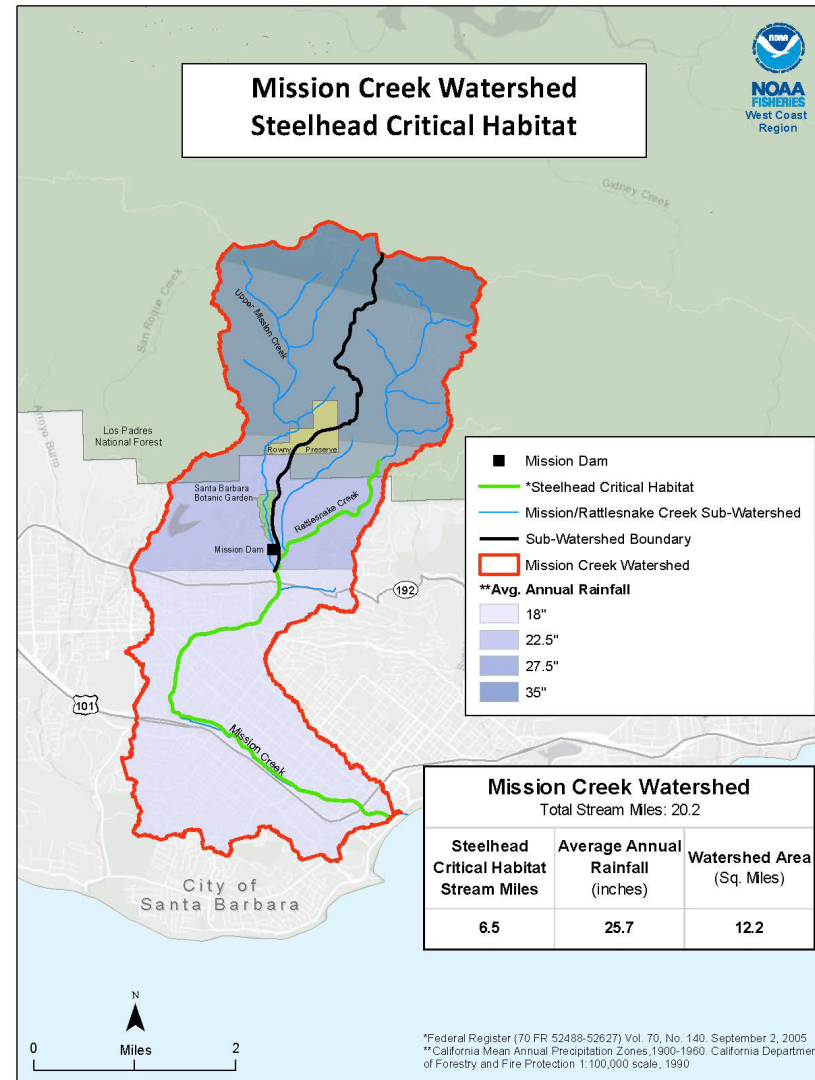 NOAA
NOAA
FISHERIES
West Coast
Region
Mission Creek Watershed
Steelhead Critical Habitat
Gidney Creek
San Roque Creek
Upper Mission Creek
Arroyo Burro
Los Padres
National Forest
Rowny Preserve
Santa Barbara
Botanic Garden
Rattlesnake Creek
Mission Dam
192
101
Mission Creek
City of
Santa Barbara
Mission Dam
*Steelhead Critical Habitat
Mission/Rattlesnake Creek Sub-Watershed
Sub-Watershed Boundary
Mission Creek Watershed
**Avg. Annual Rainfall
18"
22.5"
27.5"
35"
Mission Creek Watershed
Total Stream Miles: 20.2
Steelhead
Critical Habitat
Stream Miles
Average Annual
Rainfall
(inches)
Watershed Area
(Sq. Miles)
6.5
25.7
12.2
N
0 Miles 2
*Federal Register (70 FR 52488-52627) Vol. 70, No. 140. September 2, 2005
**California Mean Annual Precipitation Zones,1900-1960. California Departmen
of Forestry and Fire Protection 1:100,000 scale, 1990